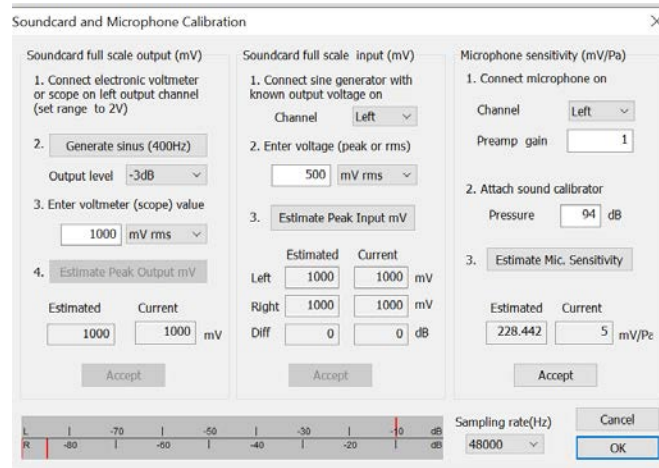 Soundcard and Microphone Calibration
Soundcard full scale output (mV)
1. Connect electronic voltmeter
or scope on left output channel
(set range to 2V)
2. Generate sinus (400Hz)
Output level -3dB
3. Enter voltmeter (scope) value
1000 mV rms
4. Estimate Peak Output mV
Estimated Current
1000 1000 mV
Accept
Soundcard full scale input (mV)
1. Connect sine generator with
known output voltage on
Channel Left
2. Enter voltage (peak or rms)
500 mV rms
3. Estimate Peak Input mV
Estimated Current
Left 1000 1000 mV
Right 1000 1000 mV
Diff 0 0 dB
Accept
Microphone sensitivity (mV/Pa)
1. Connect microphone on
Channel Left
Preamp gain 1
2. Attach sound calibrator
Pressure 94 dB
3. Estimate Mic. Sensitivity
Estimated Current
228.442 5 mV/Pa
Accept
L -70 -50 -30 -10 dB
R -80 -60 -40 -20 dB
Sampling rate(Hz)
48000
Cancel
OK